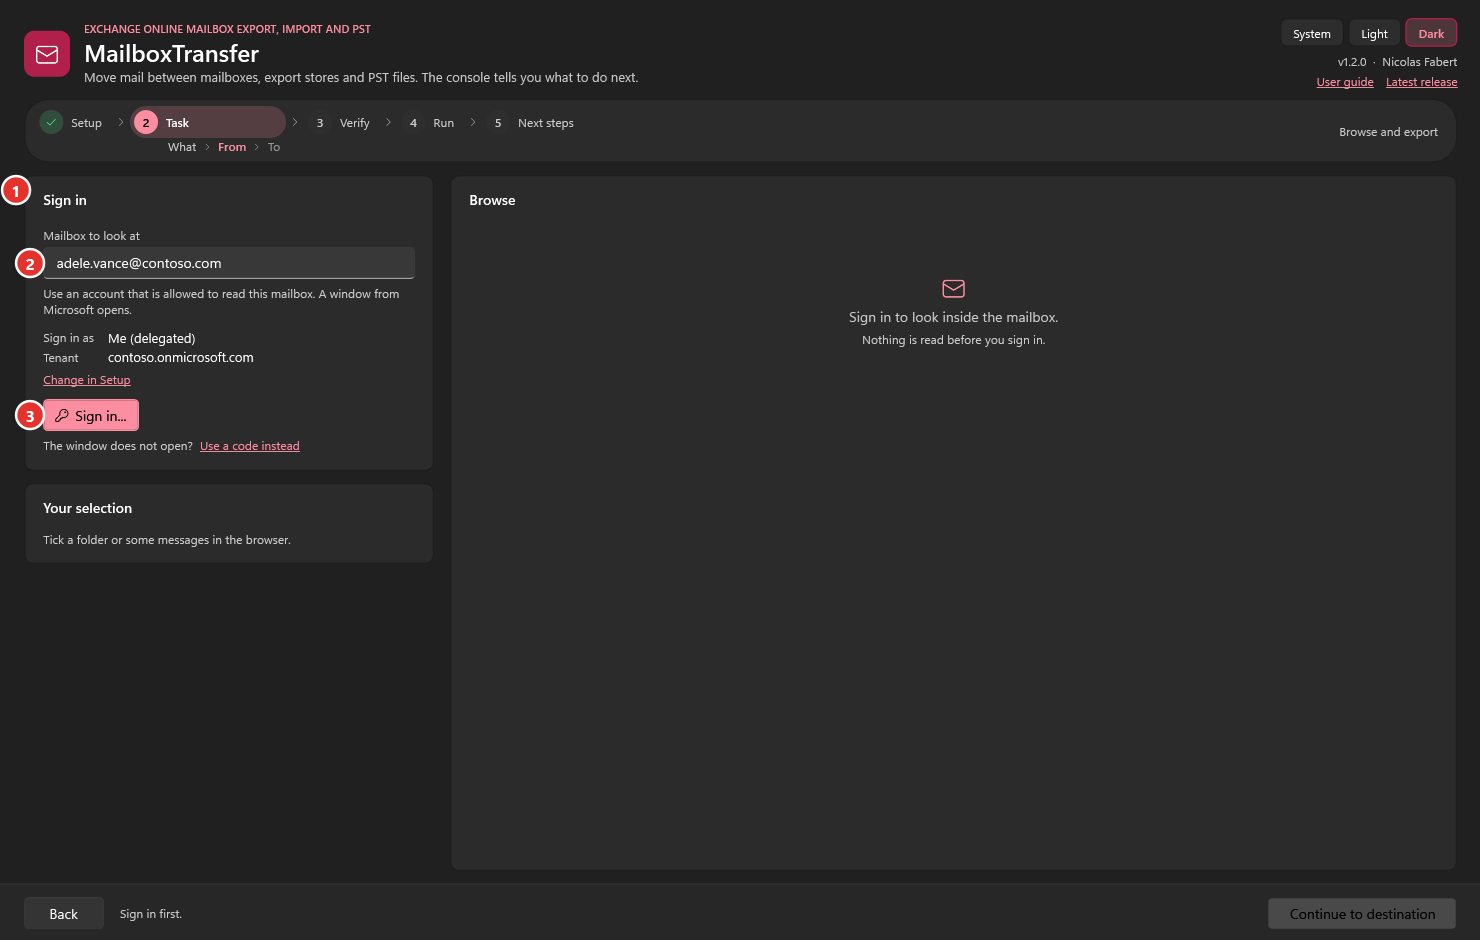 EXCHANGE ONLINE MAILBOX EXPORT, IMPORT AND PST
MailboxTransfer
Move mail between mailboxes, export stores and PST files. The console tells you what to do next.
System
Light
Dark
v1.2.0 · Nicolas Fabert
User guide
Latest release
Setup
2
Task
3
Verify
4
Run
5
Next steps
What
From
To
Browse and export
1
Sign in
Mailbox to look at
2
adele.vance@contoso.com
Use an account that is allowed to read this mailbox. A window from
Microsoft opens.
Sign in as Me (delegated)
Tenant contoso.onmicrosoft.com
Change in Setup
3
Sign in...
The window does not open? Use a code instead
Your selection
Tick a folder or some messages in the browser.
Browse
Sign in to look inside the mailbox.
Nothing is read before you sign in.
Back
Sign in first.
Continue to destination